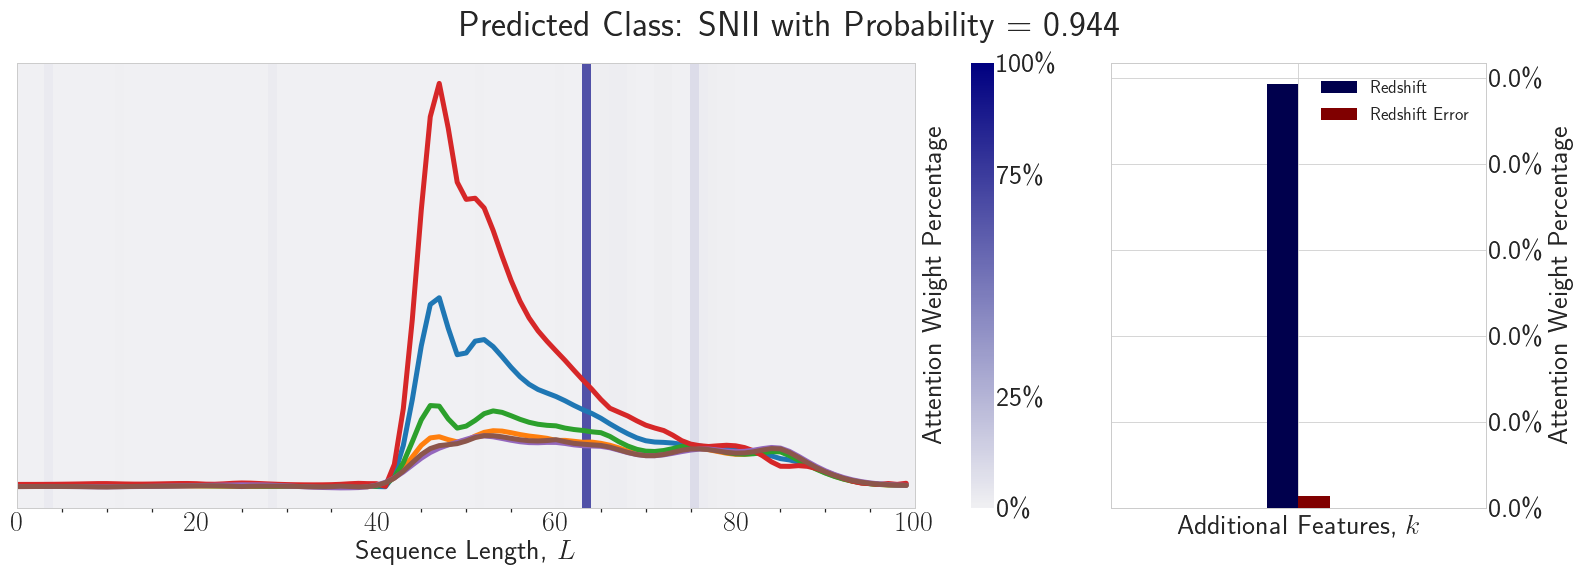 Predicted Class: SNII with Probability = 0.944
0 20 40 60 80 100
Sequence Length, L
Attention Weight Percentage
100%
75%
25%
0%
Redshift
Redshift Error
0.0%
0.0%
0.0%
0.0%
0.0%
0.0%
Attention Weight Percentage
Additional Features, k